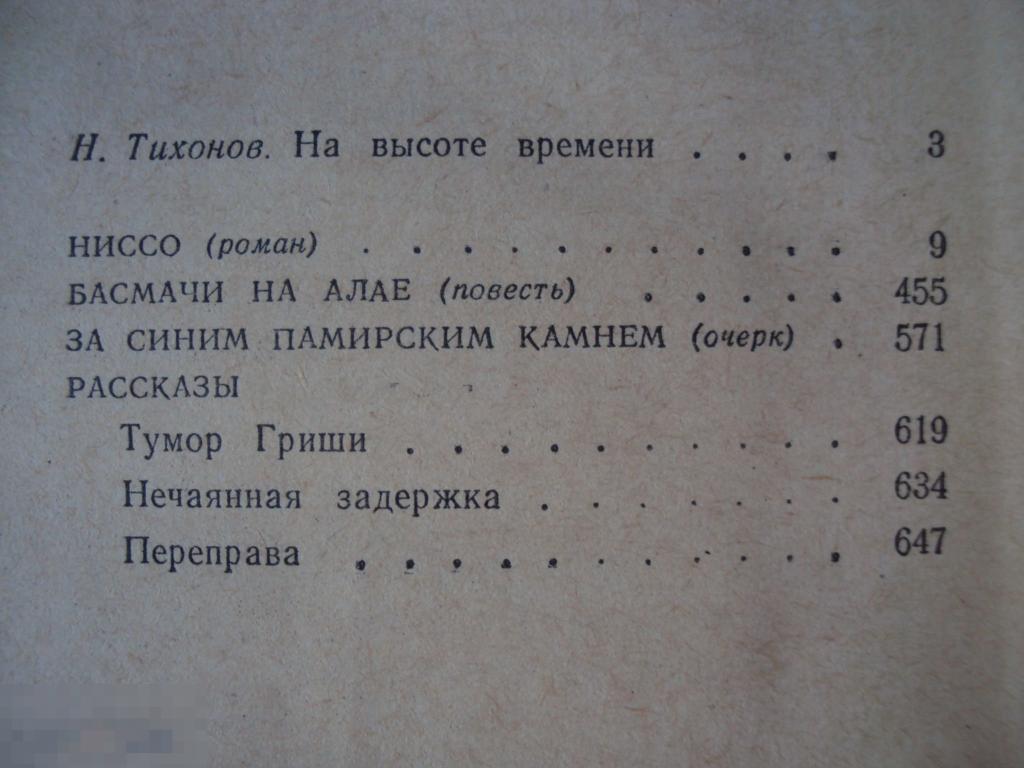 Н. Тихонов. На высоте времени . . . . 3
НИССО (роман) . . . . . . . . . . . 9
БАСМАЧИ НА АЛАЕ (повесть) . . . . . 455
ЗА СИНИМ ПАМИРСКИМ КАМНЕМ (очерк) . 571
РАССКАЗЫ
Тумор Гриши . . . . . . . . . . 619
Нечаянная задержка . . . . . . . 634
Переправа . . . . . . . . . . . 647